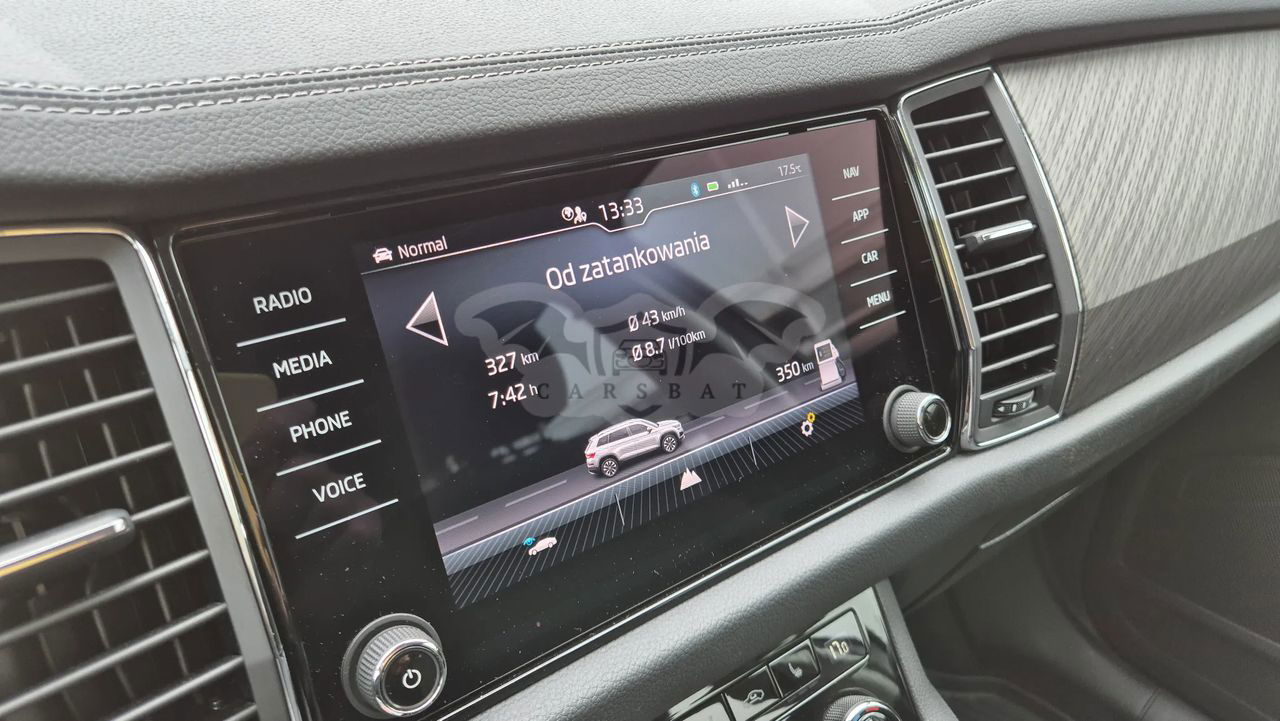 Normal
13:33
17.5°C
Od zatankowania
327 km
7:42 h
Ø 43 km/h
Ø 8.7 l/100km
350 km
RADIO
MEDIA
PHONE
VOICE
NAV
APP
CAR
MENU
CARSBAT